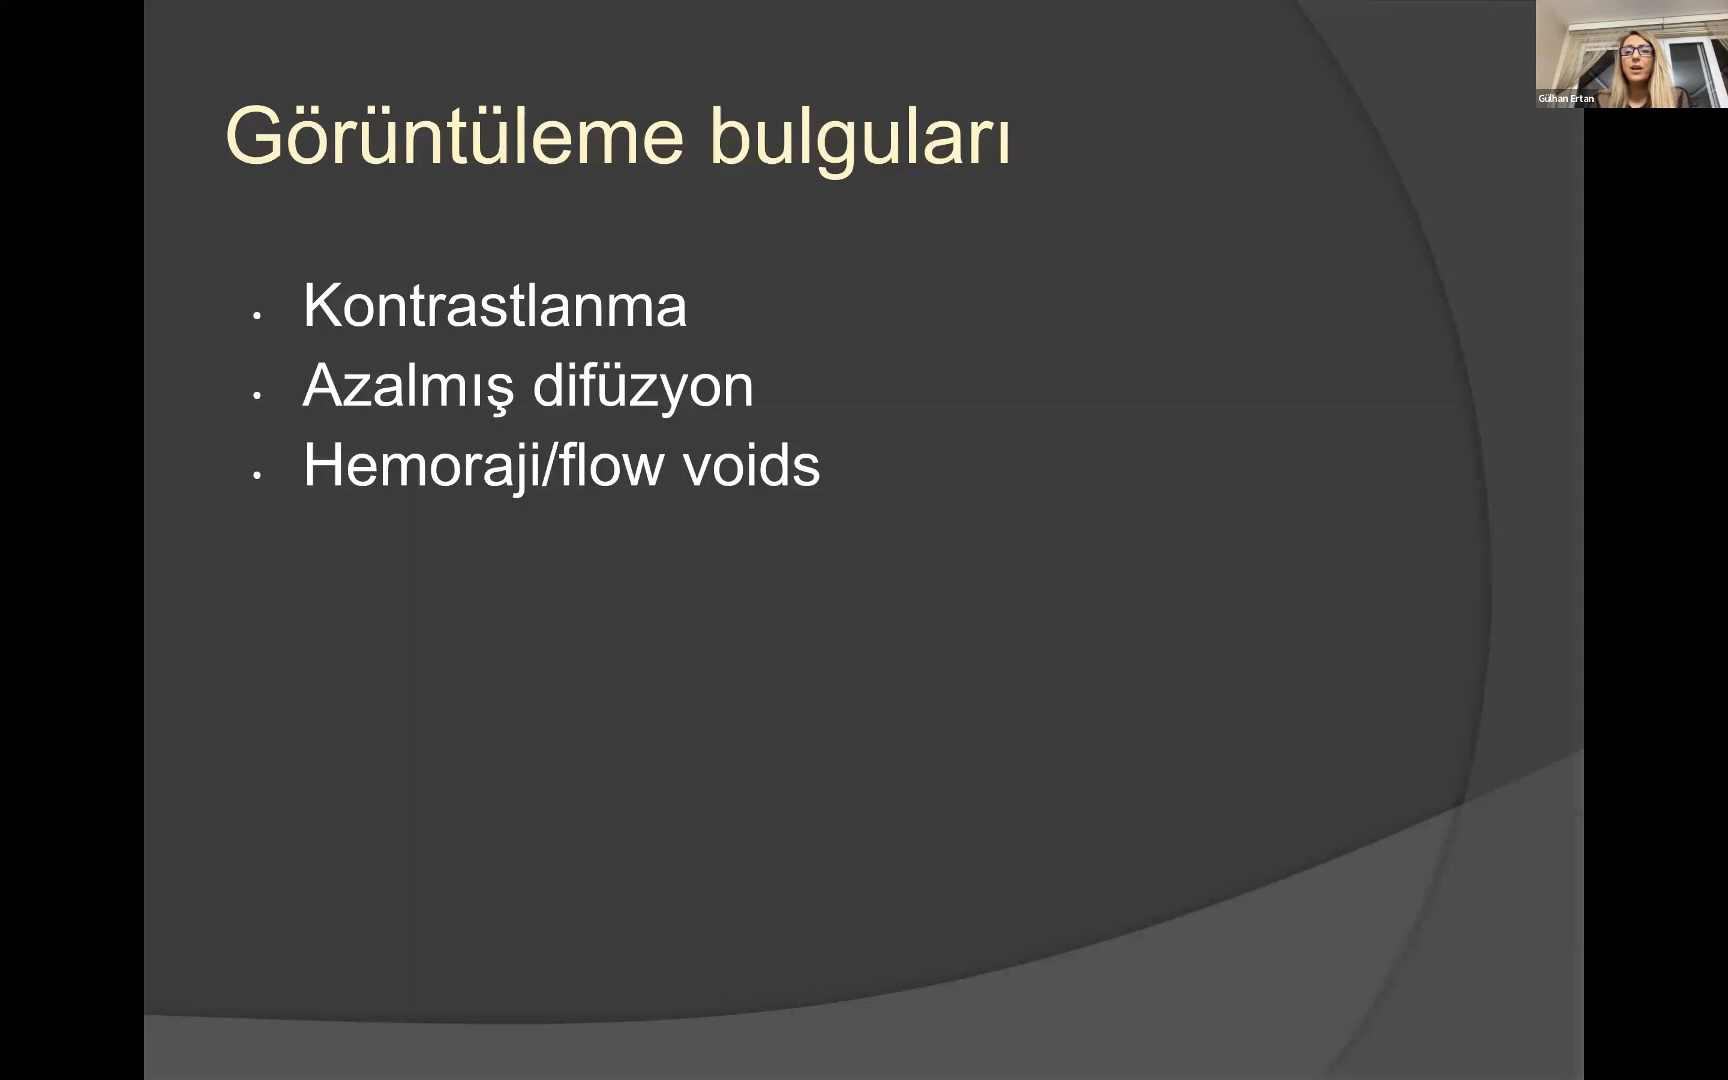 Görüntüleme bulguları
• Kontrastlanma
• Azalmış difüzyon
• Hemoraji/flow voids
Gülhan Ertan